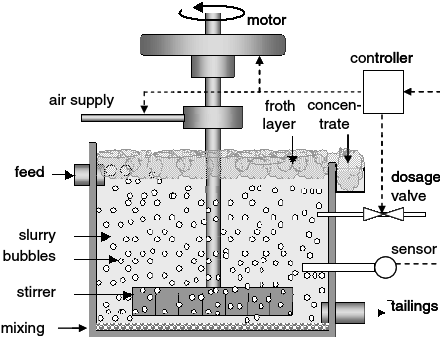 motor
controller
air supply
froth
layer
concen-
trate
feed
dosage
valve
slurry
bubbles
sensor
stirrer
tailings
mixing